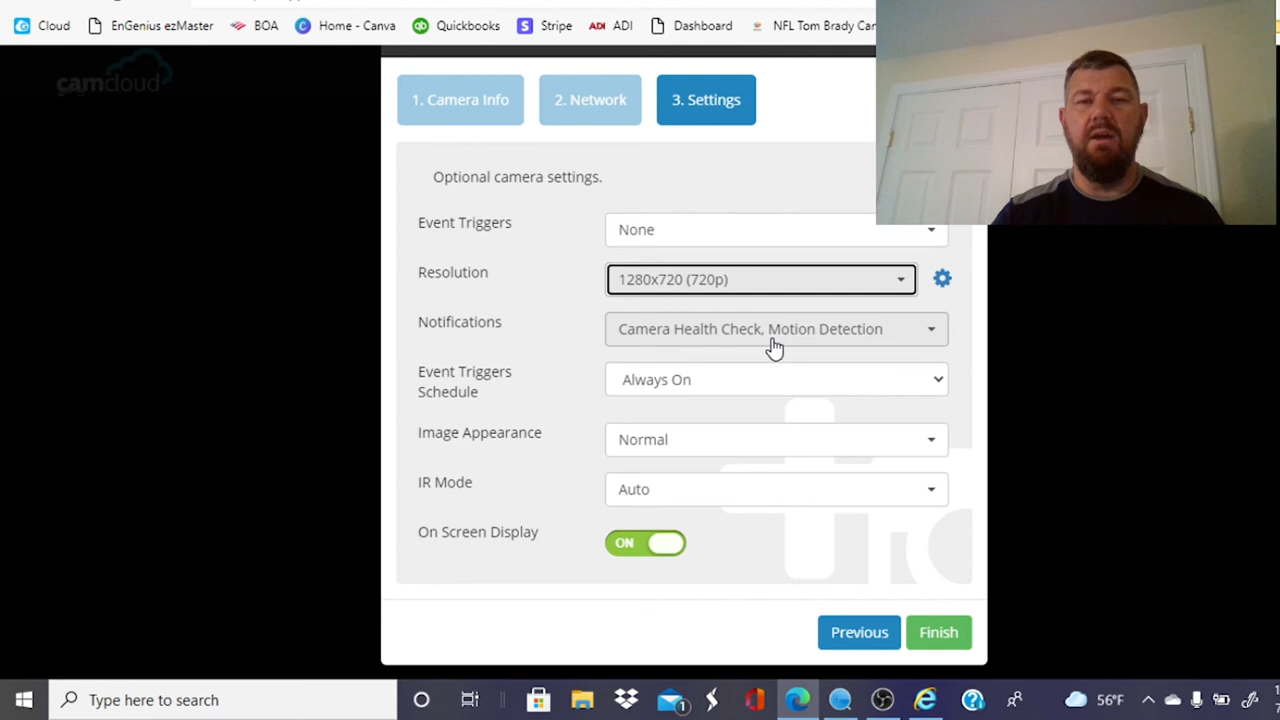 Cloud EnGenius ezMaster BOA Home - Canva Quickbooks Stripe ADI ADI Dashboard NFL Tom Brady Can
camcloud
1. Camera Info 2. Network 3. Settings
Optional camera settings.
Event Triggers None
Resolution 1280x720 (720p)
Notifications Camera Health Check, Motion Detection
Event Triggers
Schedule Always On
Image Appearance Normal
IR Mode Auto
On Screen Display ON
Previous Finish
Type here to search 1 56°F